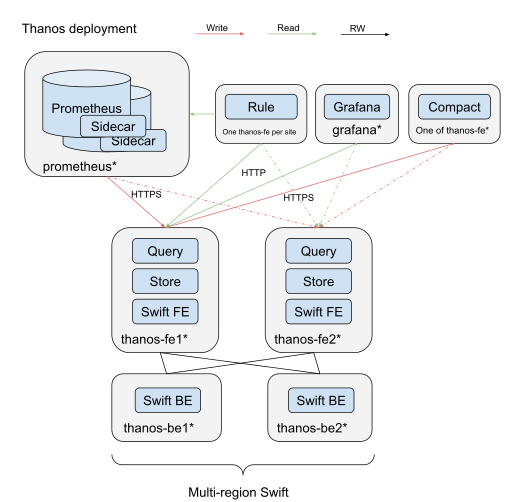 Thanos deployment
Write
Read
RW
Prometheus
Sidecar
Sidecar
prometheus*
Rule
One thanos-fe per site
Grafana
grafana*
Compact
One of thanos-fe*
HTTP
HTTPS
HTTPS
Query
Store
Swift FE
thanos-fe1*
Query
Store
Swift FE
thanos-fe2*
Swift BE
thanos-be1*
Swift BE
thanos-be2*
Multi-region Swift